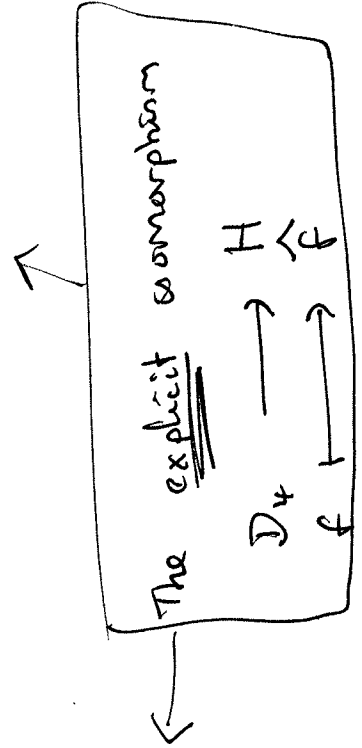 The explicit isomorphism
D₄ ⟶ H
f ⟼ f̂